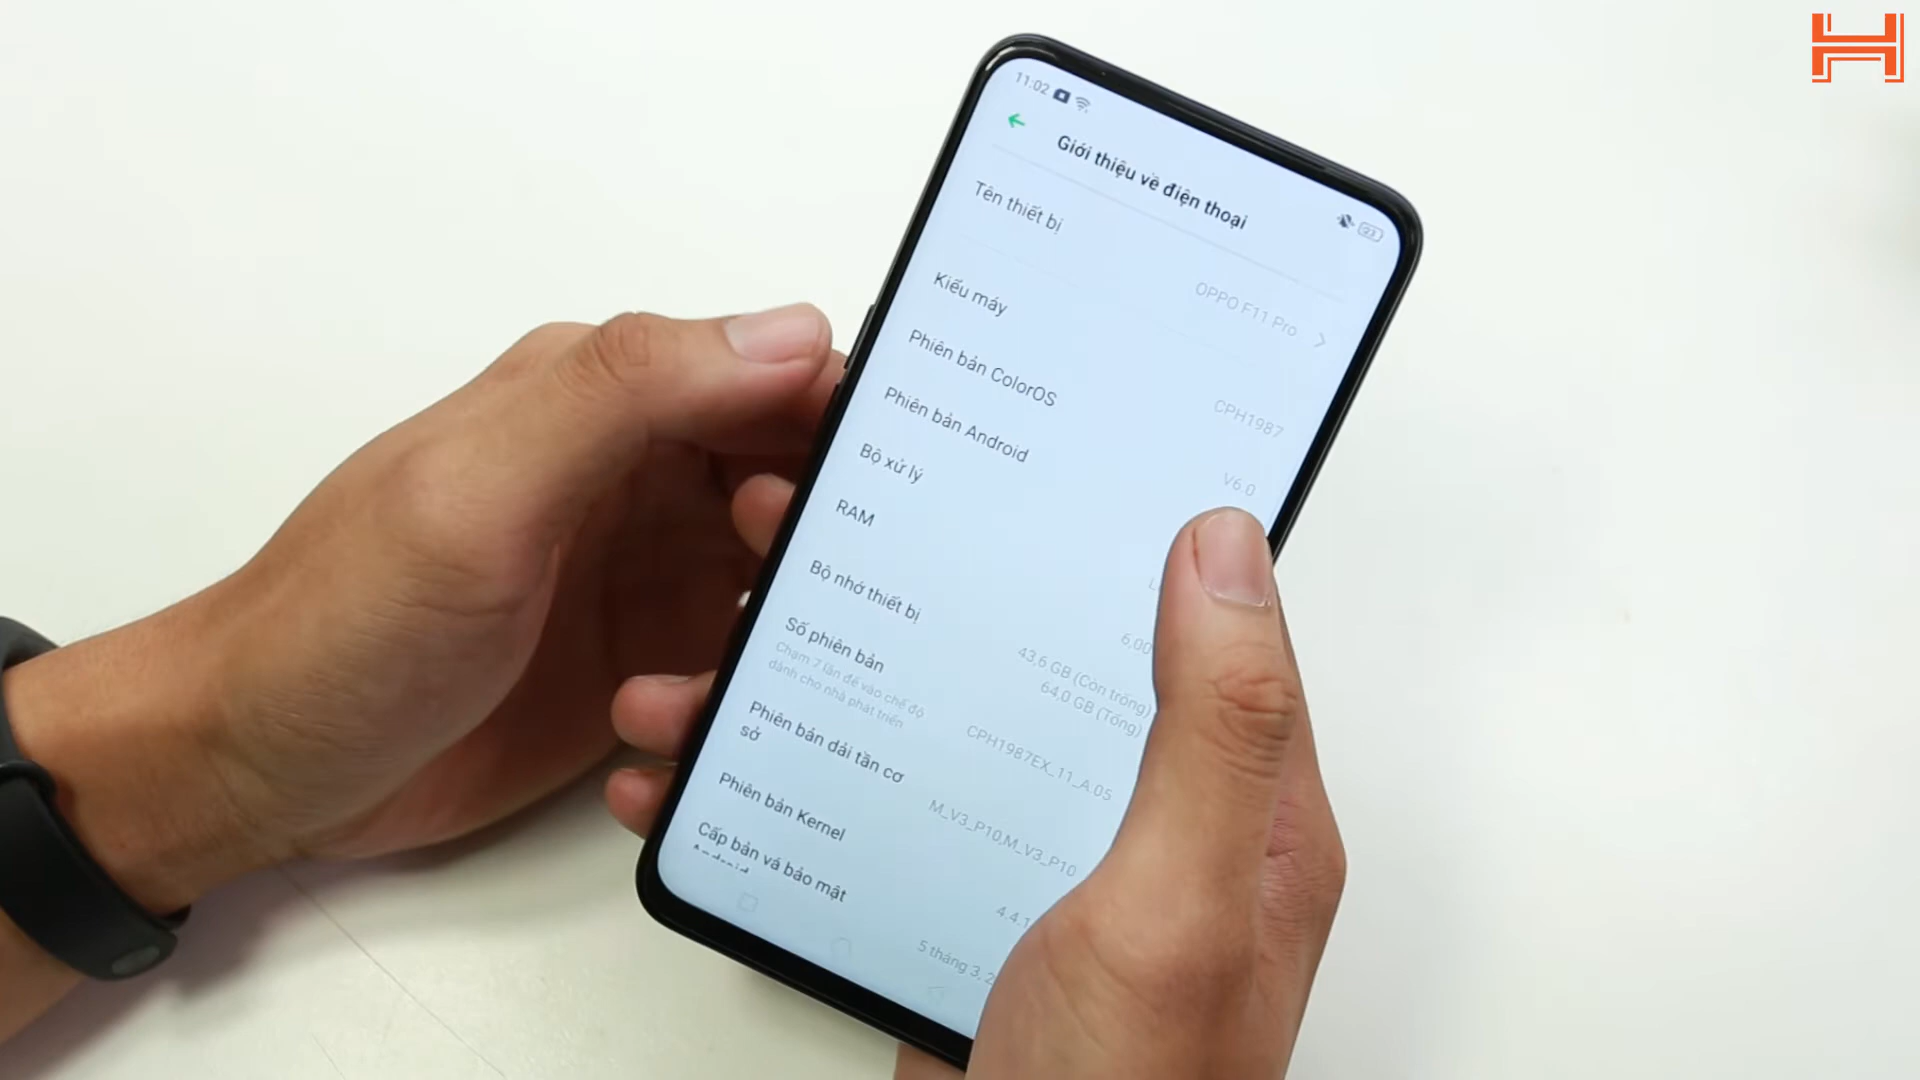 11:02
Giới thiệu về điện thoại
Tên thiết bị
OPPO F11 Pro
Kiểu máy
CPH1987
Phiên bản ColorOS
V6.0
Phiên bản Android
Bộ xử lý
RAM
6,00
Bộ nhớ thiết bị
43,6 GB (Còn trống)
64,0 GB (Tổng)
Số phiên bản
Chạm 7 lần để vào chế độ
dành cho nhà phát triển
CPH1987EX_11_A.05
Phiên bản dải tần cơ
sở
M_V3_P10,M_V3_P10
Phiên bản Kernel
4.4.1
Cấp bản vá bảo mật
Android
5 tháng 3, 2